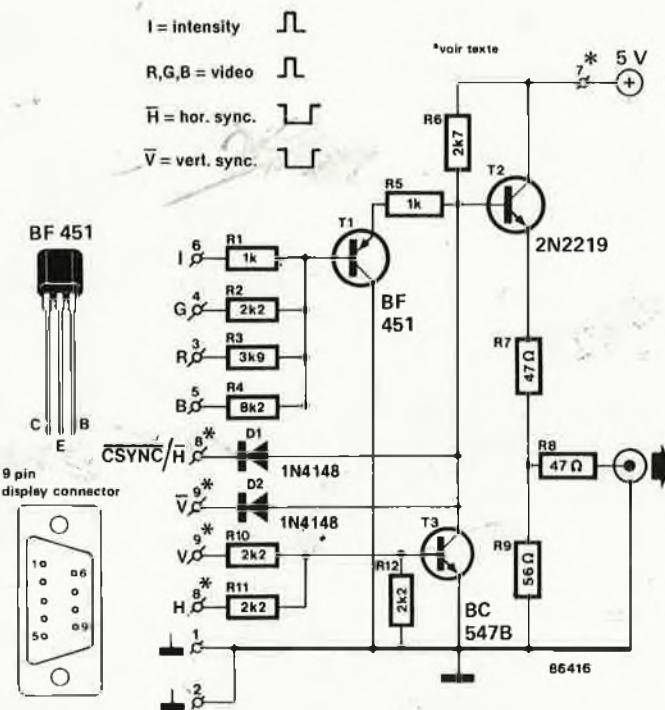 I = intensity
R,G,B = video
H̅ = hor. sync.
V̅ = vert. sync.
*voir texte
7 * 5 V
+
R6
2k7
T2
2N2219
R5
1k
T1
BF
451
BF 451
C E B
I 6 R1 1k
G 4 R2 2k2
R 3 R3 3k9
B 5 R4 8k2
C̅S̅Y̅N̅C̅/H̅ 8* D1
1N4148
V̅ 9* D2
1N4148
V 9* R10 2k2
H 8* R11 2k2
R12
2k2
T3
BC
547B
R7
47 Ω
R8
47 Ω
R9
56 Ω
1
2
86416
9 pin
display connector
1 6
5 9